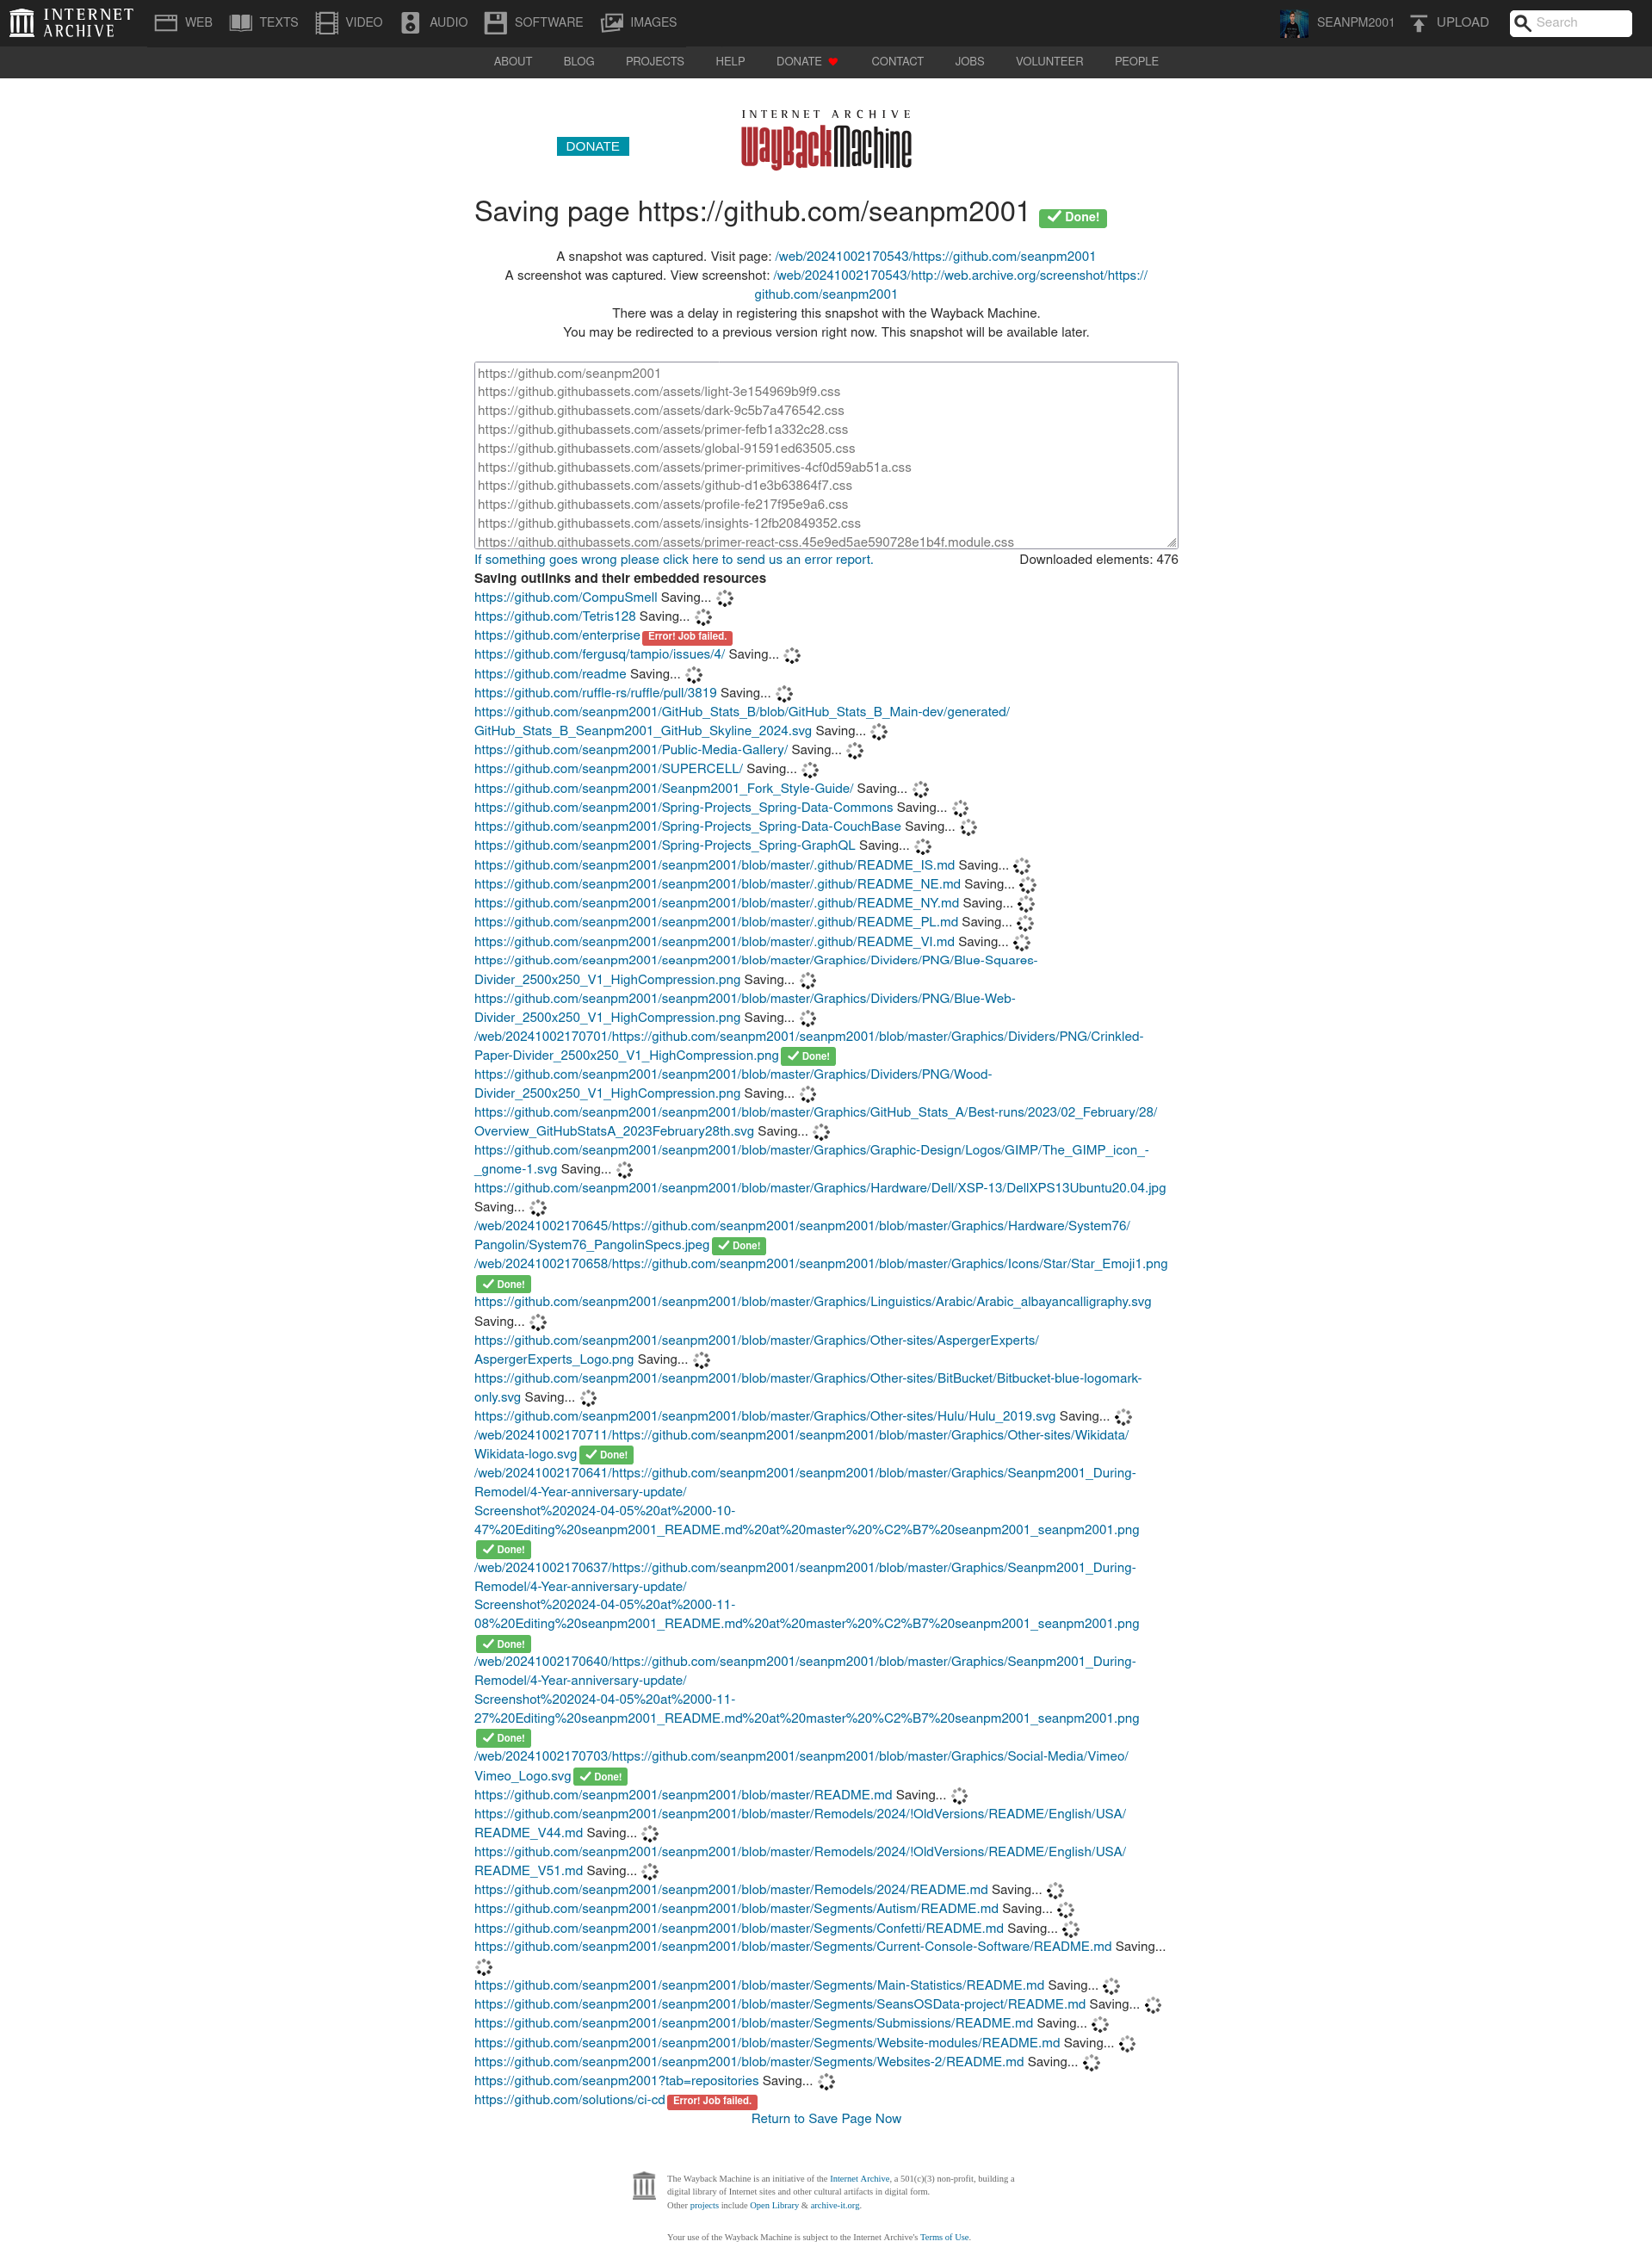 INTERNET ARCHIVE
WEB TEXTS VIDEO AUDIO SOFTWARE IMAGES SEANPM2001 UPLOAD Search
ABOUT BLOG PROJECTS HELP DONATE CONTACT JOBS VOLUNTEER PEOPLE
INTERNET ARCHIVE
DONATE WayBackMachine
Saving page https://github.com/seanpm2001 Done!
A snapshot was captured. Visit page: /web/20241002170543/https://github.com/seanpm2001
A screenshot was captured. View screenshot: /web/20241002170543/http://web.archive.org/screenshot/https://
github.com/seanpm2001
There was a delay in registering this snapshot with the Wayback Machine.
You may be redirected to a previous version right now. This snapshot will be available later.
https://github.com/seanpm2001
https://github.githubassets.com/assets/light-3e154969b9f9.css
https://github.githubassets.com/assets/dark-9c5b7a476542.css
https://github.githubassets.com/assets/primer-fefb1a332c28.css
https://github.githubassets.com/assets/global-91591ed63505.css
https://github.githubassets.com/assets/primer-primitives-4cf0d59ab51a.css
https://github.githubassets.com/assets/github-d1e3b63864f7.css
https://github.githubassets.com/assets/profile-fe217f95e9a6.css
https://github.githubassets.com/assets/insights-12fb20849352.css
https://github.githubassets.com/assets/primer-react-css.45e9ed5ae590728e1b4f.module.css
If something goes wrong please click here to send us an error report. Downloaded elements: 476
Saving outlinks and their embedded resources
https://github.com/CompuSmell Saving...
https://github.com/Tetris128 Saving...
https://github.com/enterprise Error! Job failed.
https://github.com/fergusq/tampio/issues/4/ Saving...
https://github.com/readme Saving...
https://github.com/ruffle-rs/ruffle/pull/3819 Saving...
https://github.com/seanpm2001/GitHub_Stats_B/blob/GitHub_Stats_B_Main-dev/generated/
GitHub_Stats_B_Seanpm2001_GitHub_Skyline_2024.svg Saving...
https://github.com/seanpm2001/Public-Media-Gallery/ Saving...
https://github.com/seanpm2001/SUPERCELL/ Saving...
https://github.com/seanpm2001/Seanpm2001_Fork_Style-Guide/ Saving...
https://github.com/seanpm2001/Spring-Projects_Spring-Data-Commons Saving...
https://github.com/seanpm2001/Spring-Projects_Spring-Data-CouchBase Saving...
https://github.com/seanpm2001/Spring-Projects_Spring-GraphQL Saving...
https://github.com/seanpm2001/seanpm2001/blob/master/.github/README_IS.md Saving...
https://github.com/seanpm2001/seanpm2001/blob/master/.github/README_NE.md Saving...
https://github.com/seanpm2001/seanpm2001/blob/master/.github/README_NY.md Saving...
https://github.com/seanpm2001/seanpm2001/blob/master/.github/README_PL.md Saving...
https://github.com/seanpm2001/seanpm2001/blob/master/.github/README_VI.md Saving...
https://github.com/seanpm2001/seanpm2001/blob/master/Graphics/Dividers/PNG/Blue-Squares-
Divider_2500x250_V1_HighCompression.png Saving...
https://github.com/seanpm2001/seanpm2001/blob/master/Graphics/Dividers/PNG/Blue-Web-
Divider_2500x250_V1_HighCompression.png Saving...
/web/20241002170701/https://github.com/seanpm2001/seanpm2001/blob/master/Graphics/Dividers/PNG/Crinkled-
Paper-Divider_2500x250_V1_HighCompression.png Done!
https://github.com/seanpm2001/seanpm2001/blob/master/Graphics/Dividers/PNG/Wood-
Divider_2500x250_V1_HighCompression.png Saving...
https://github.com/seanpm2001/seanpm2001/blob/master/Graphics/GitHub_Stats_A/Best-runs/2023/02_February/28/
Overview_GitHubStatsA_2023February28th.svg Saving...
https://github.com/seanpm2001/seanpm2001/blob/master/Graphics/Graphic-Design/Logos/GIMP/The_GIMP_icon_-
_gnome-1.svg Saving...
https://github.com/seanpm2001/seanpm2001/blob/master/Graphics/Hardware/Dell/XSP-13/DellXPS13Ubuntu20.04.jpg
Saving...
/web/20241002170645/https://github.com/seanpm2001/seanpm2001/blob/master/Graphics/Hardware/System76/
Pangolin/System76_PangolinSpecs.jpeg Done!
/web/20241002170658/https://github.com/seanpm2001/seanpm2001/blob/master/Graphics/Icons/Star/Star_Emoji1.png
Done!
https://github.com/seanpm2001/seanpm2001/blob/master/Graphics/Linguistics/Arabic/Arabic_albayancalligraphy.svg
Saving...
https://github.com/seanpm2001/seanpm2001/blob/master/Graphics/Other-sites/AspergerExperts/
AspergerExperts_Logo.png Saving...
https://github.com/seanpm2001/seanpm2001/blob/master/Graphics/Other-sites/BitBucket/Bitbucket-blue-logomark-
only.svg Saving...
https://github.com/seanpm2001/seanpm2001/blob/master/Graphics/Other-sites/Hulu/Hulu_2019.svg Saving...
/web/20241002170711/https://github.com/seanpm2001/seanpm2001/blob/master/Graphics/Other-sites/Wikidata/
Wikidata-logo.svg Done!
/web/20241002170641/https://github.com/seanpm2001/seanpm2001/blob/master/Graphics/Seanpm2001_During-
Remodel/4-Year-anniversary-update/
Screenshot%202024-04-05%20at%2000-10-
47%20Editing%20seanpm2001_README.md%20at%20master%20%C2%B7%20seanpm2001_seanpm2001.png
Done!
/web/20241002170637/https://github.com/seanpm2001/seanpm2001/blob/master/Graphics/Seanpm2001_During-
Remodel/4-Year-anniversary-update/
Screenshot%202024-04-05%20at%2000-11-
08%20Editing%20seanpm2001_README.md%20at%20master%20%C2%B7%20seanpm2001_seanpm2001.png
Done!
/web/20241002170640/https://github.com/seanpm2001/seanpm2001/blob/master/Graphics/Seanpm2001_During-
Remodel/4-Year-anniversary-update/
Screenshot%202024-04-05%20at%2000-11-
27%20Editing%20seanpm2001_README.md%20at%20master%20%C2%B7%20seanpm2001_seanpm2001.png
Done!
/web/20241002170703/https://github.com/seanpm2001/seanpm2001/blob/master/Graphics/Social-Media/Vimeo/
Vimeo_Logo.svg Done!
https://github.com/seanpm2001/seanpm2001/blob/master/README.md Saving...
https://github.com/seanpm2001/seanpm2001/blob/master/Remodels/2024/!OldVersions/README/English/USA/
README_V44.md Saving...
https://github.com/seanpm2001/seanpm2001/blob/master/Remodels/2024/!OldVersions/README/English/USA/
README_V51.md Saving...
https://github.com/seanpm2001/seanpm2001/blob/master/Remodels/2024/README.md Saving...
https://github.com/seanpm2001/seanpm2001/blob/master/Segments/Autism/README.md Saving...
https://github.com/seanpm2001/seanpm2001/blob/master/Segments/Confetti/README.md Saving...
https://github.com/seanpm2001/seanpm2001/blob/master/Segments/Current-Console-Software/README.md Saving...
https://github.com/seanpm2001/seanpm2001/blob/master/Segments/Main-Statistics/README.md Saving...
https://github.com/seanpm2001/seanpm2001/blob/master/Segments/SeansOSData-project/README.md Saving...
https://github.com/seanpm2001/seanpm2001/blob/master/Segments/Submissions/README.md Saving...
https://github.com/seanpm2001/seanpm2001/blob/master/Segments/Website-modules/README.md Saving...
https://github.com/seanpm2001/seanpm2001/blob/master/Segments/Websites-2/README.md Saving...
https://github.com/seanpm2001?tab=repositories Saving...
https://github.com/solutions/ci-cd Error! Job failed.
Return to Save Page Now
The Wayback Machine is an initiative of the Internet Archive, a 501(c)(3) non-profit, building a
digital library of Internet sites and other cultural artifacts in digital form.
Other projects include Open Library & archive-it.org.
Your use of the Wayback Machine is subject to the Internet Archive's Terms of Use.